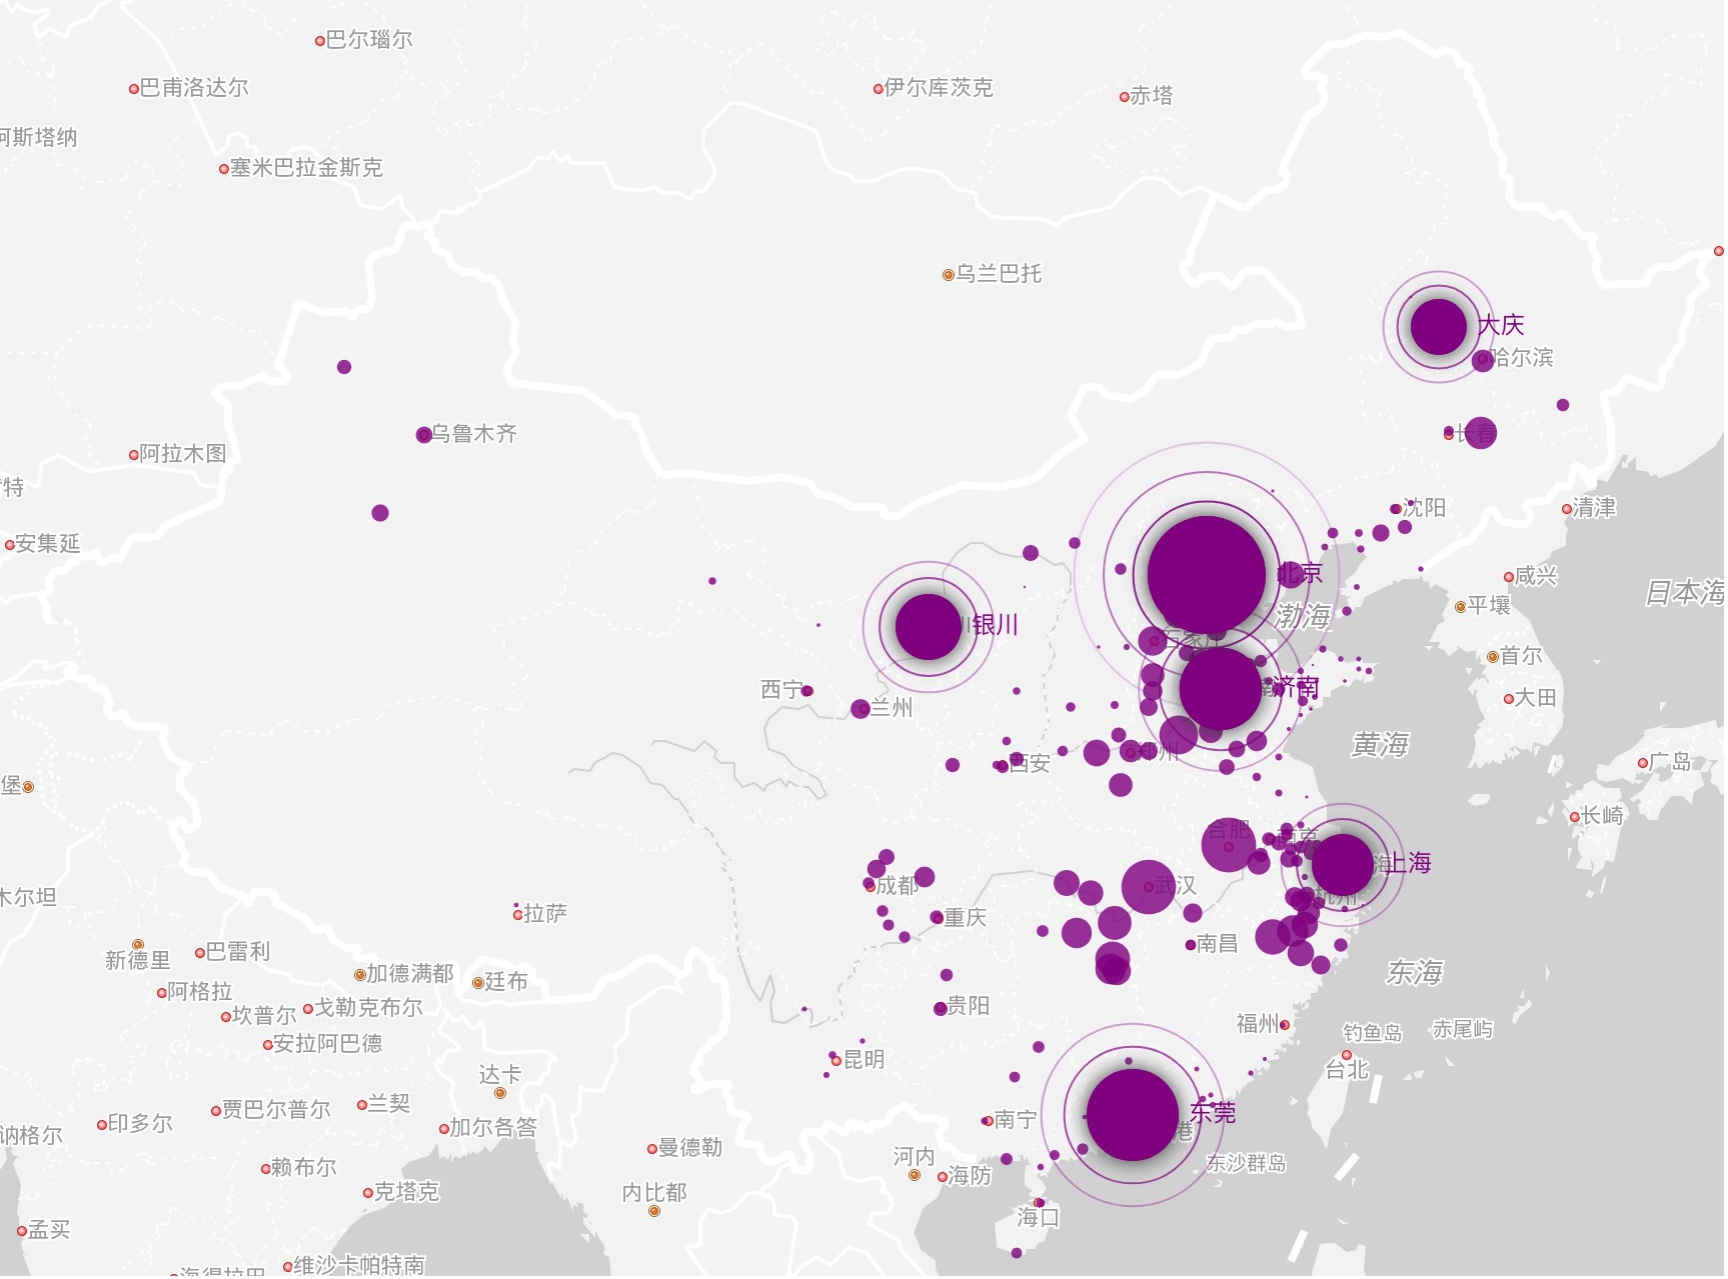 巴尔瑙尔
巴甫洛达尔
伊尔库茨克
赤塔
阿斯塔纳
塞米巴拉金斯克
乌兰巴托
大庆
哈尔滨
乌鲁木齐
长春
阿拉木图
特
沈阳
清津
安集延
北京
咸兴
日本海
平壤
渤海
银川
石家庄
首尔
西宁
济南
大田
兰州
黄海
郑州
西安
广岛
堡
长崎
合肥
南京
上海
成都
武汉
杭州
木尔坦
拉萨
重庆
南昌
新德里
巴雷利
加德满都
廷布
东海
阿格拉
坎普尔
戈勒克布尔
贵阳
福州
钓鱼岛
赤尾屿
安拉阿巴德
昆明
台北
达卡
印多尔
贾巴尔普尔
兰契
东莞
港
讷格尔
加尔各答
南宁
曼德勒
河内
海防
东沙群岛
赖布尔
克塔克
内比都
海口
孟买
维沙卡帕特南
海得拉巴